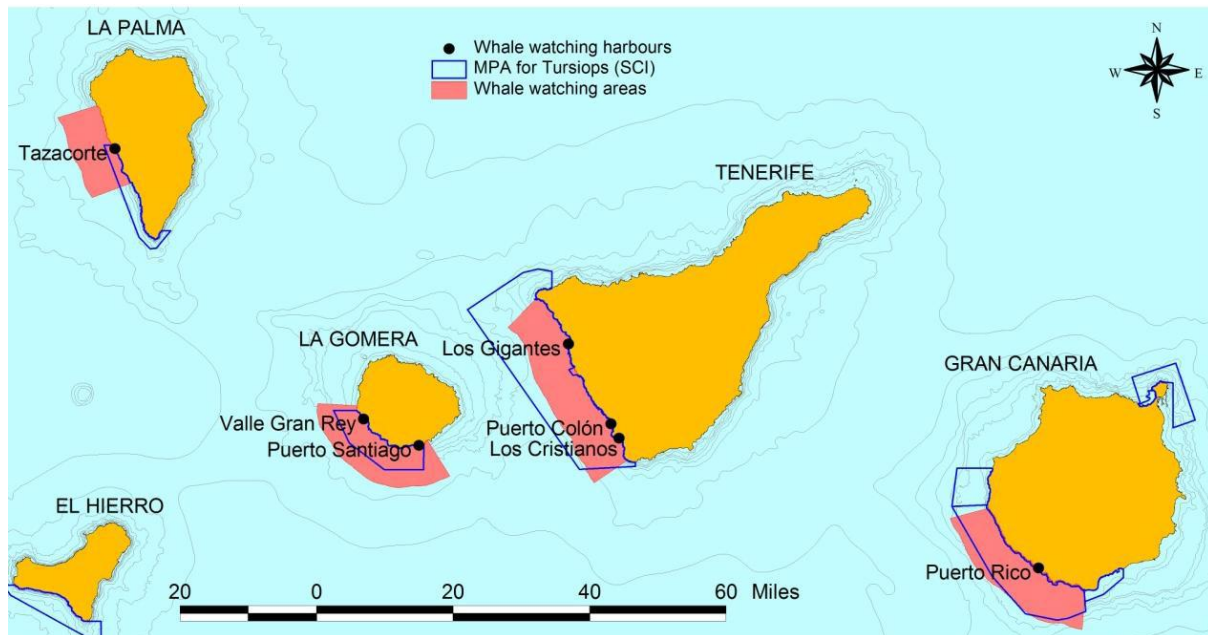 LA PALMA
Whale watching harbours
MPA for Tursiops (SCI)
Whale watching areas
N
W E
S
Tazacorte
TENERIFE
LA GOMERA
Los Gigantes
GRAN CANARIA
Valle Gran Rey
Puerto Colón
Puerto Santiago
Los Cristianos
EL HIERRO
Puerto Rico
20 0 20 40 60 Miles